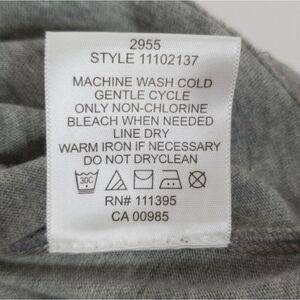 2955
STYLE 11102137
MACHINE WASH COLD
GENTLE CYCLE
ONLY NON-CHLORINE
BLEACH WHEN NEEDED
LINE DRY
WARM IRON IF NECESSARY
DO NOT DRYCLEAN
30C
RN# 111395
CA 00985